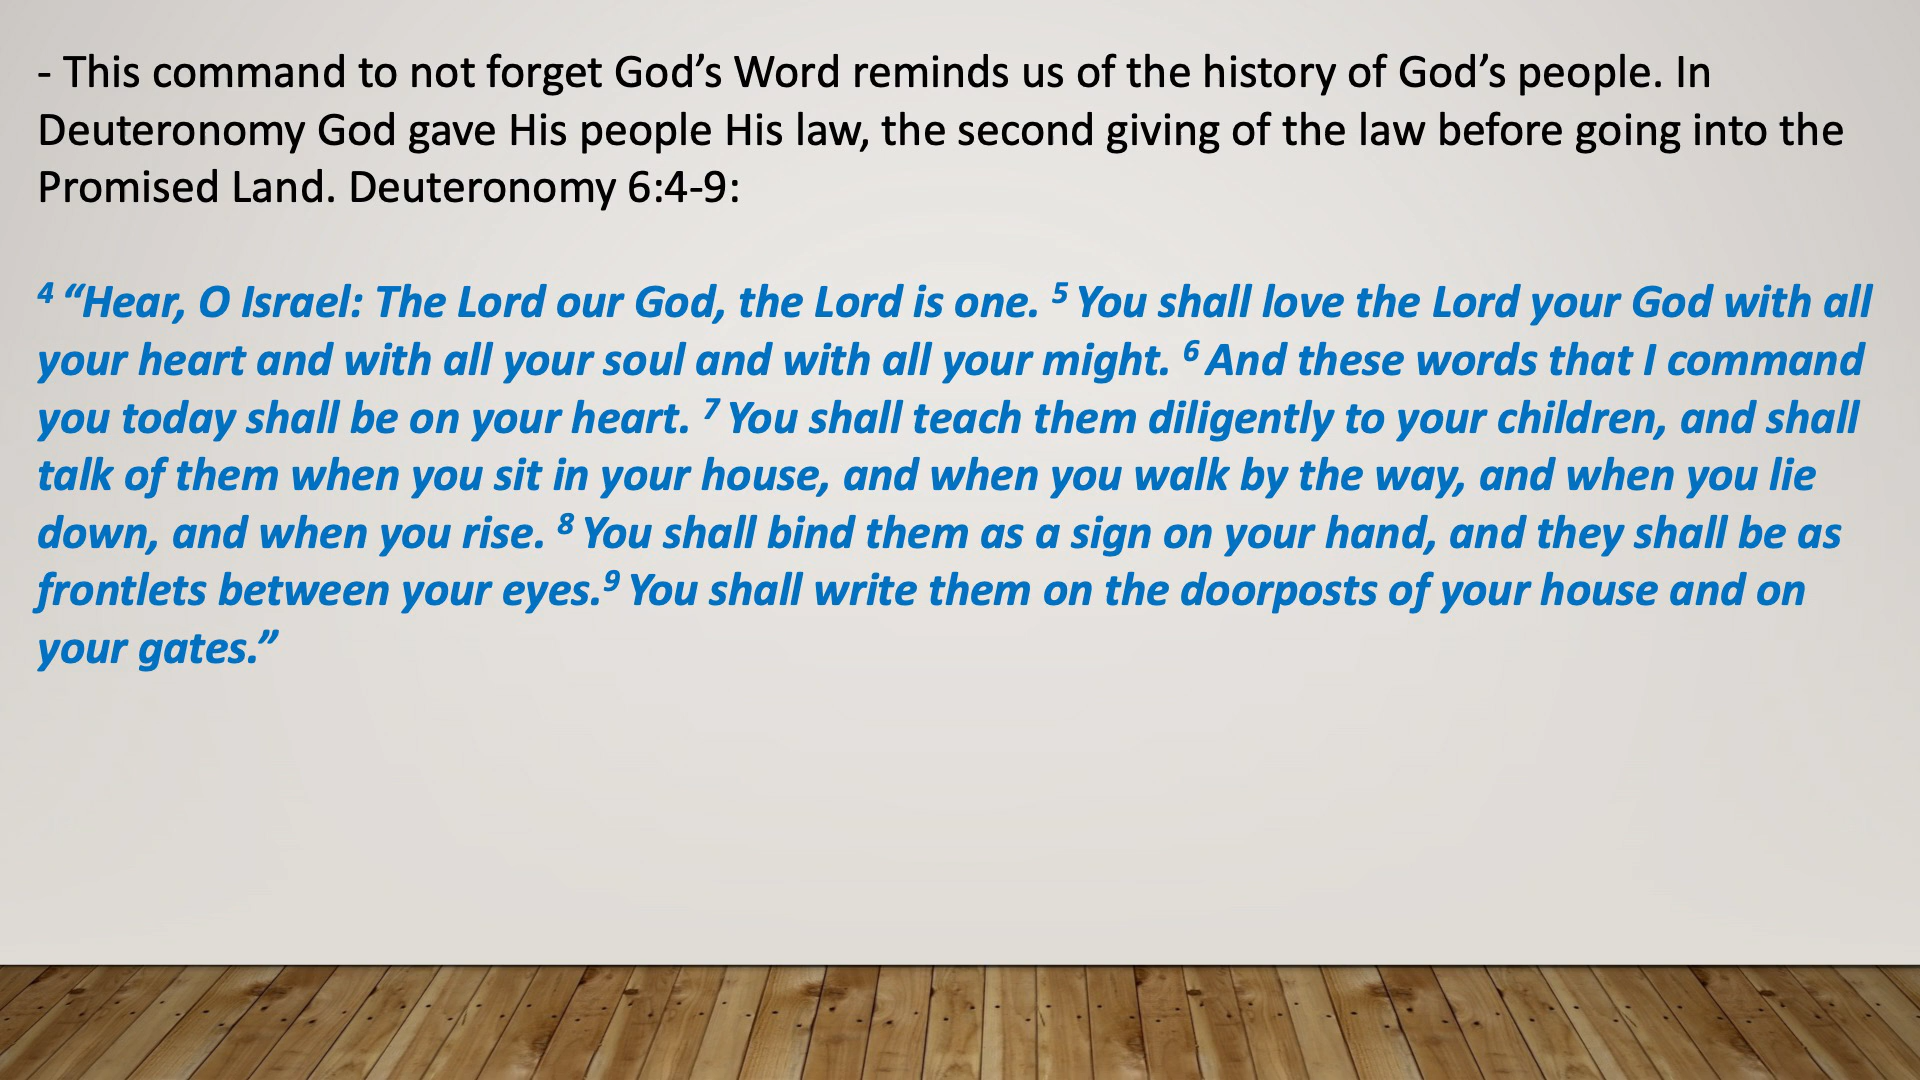 - This command to not forget God’s Word reminds us of the history of God’s people. In
Deuteronomy God gave His people His law, the second giving of the law before going into the
Promised Land. Deuteronomy 6:4-9:
4 “Hear, O Israel: The Lord our God, the Lord is one. 5 You shall love the Lord your God with all
your heart and with all your soul and with all your might. 6 And these words that I command
you today shall be on your heart. 7 You shall teach them diligently to your children, and shall
talk of them when you sit in your house, and when you walk by the way, and when you lie
down, and when you rise. 8 You shall bind them as a sign on your hand, and they shall be as
frontlets between your eyes.9 You shall write them on the doorposts of your house and on
your gates.”